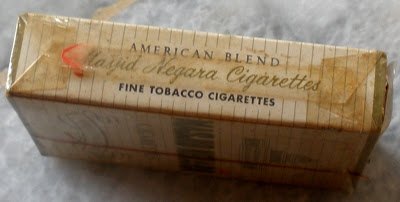 AMERICAN BLEND
Masjid Negara Cigarettes
FINE TOBACCO CIGARETTES